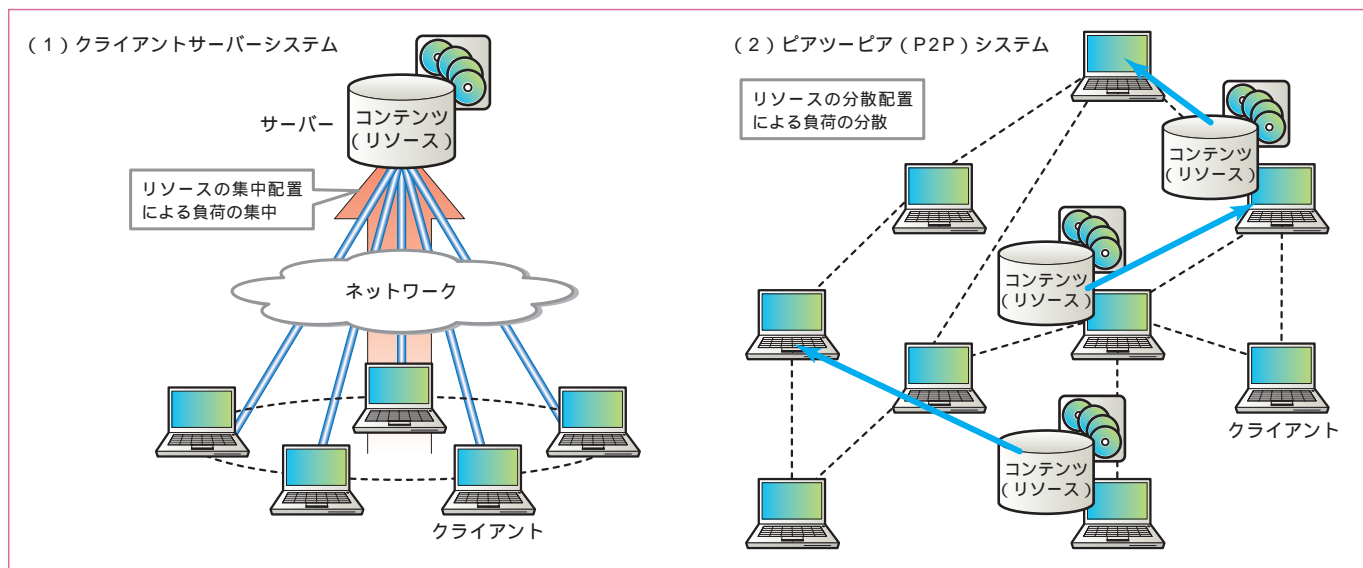 （1）クライアントサーバーシステム
サーバー
コンテンツ
（リソース）
リソースの集中配置
による負荷の集中
ネットワーク
クライアント
（2）ピアツーピア（P2P）システム
リソースの分散配置
による負荷の分散
コンテンツ
（リソース）
コンテンツ
（リソース）
クライアント
コンテンツ
（リソース）